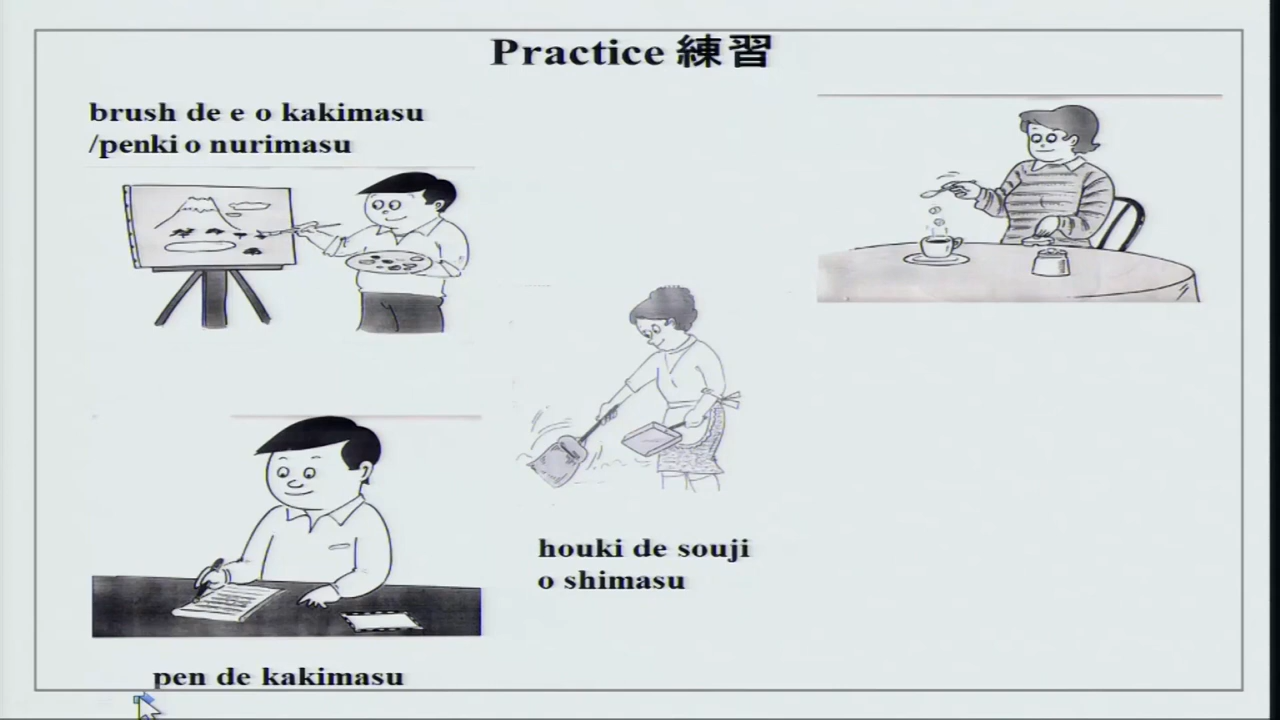 Practice 練習
brush de e o kakimasu
/penki o nurimasu
houki de souji
o shimasu
pen de kakimasu